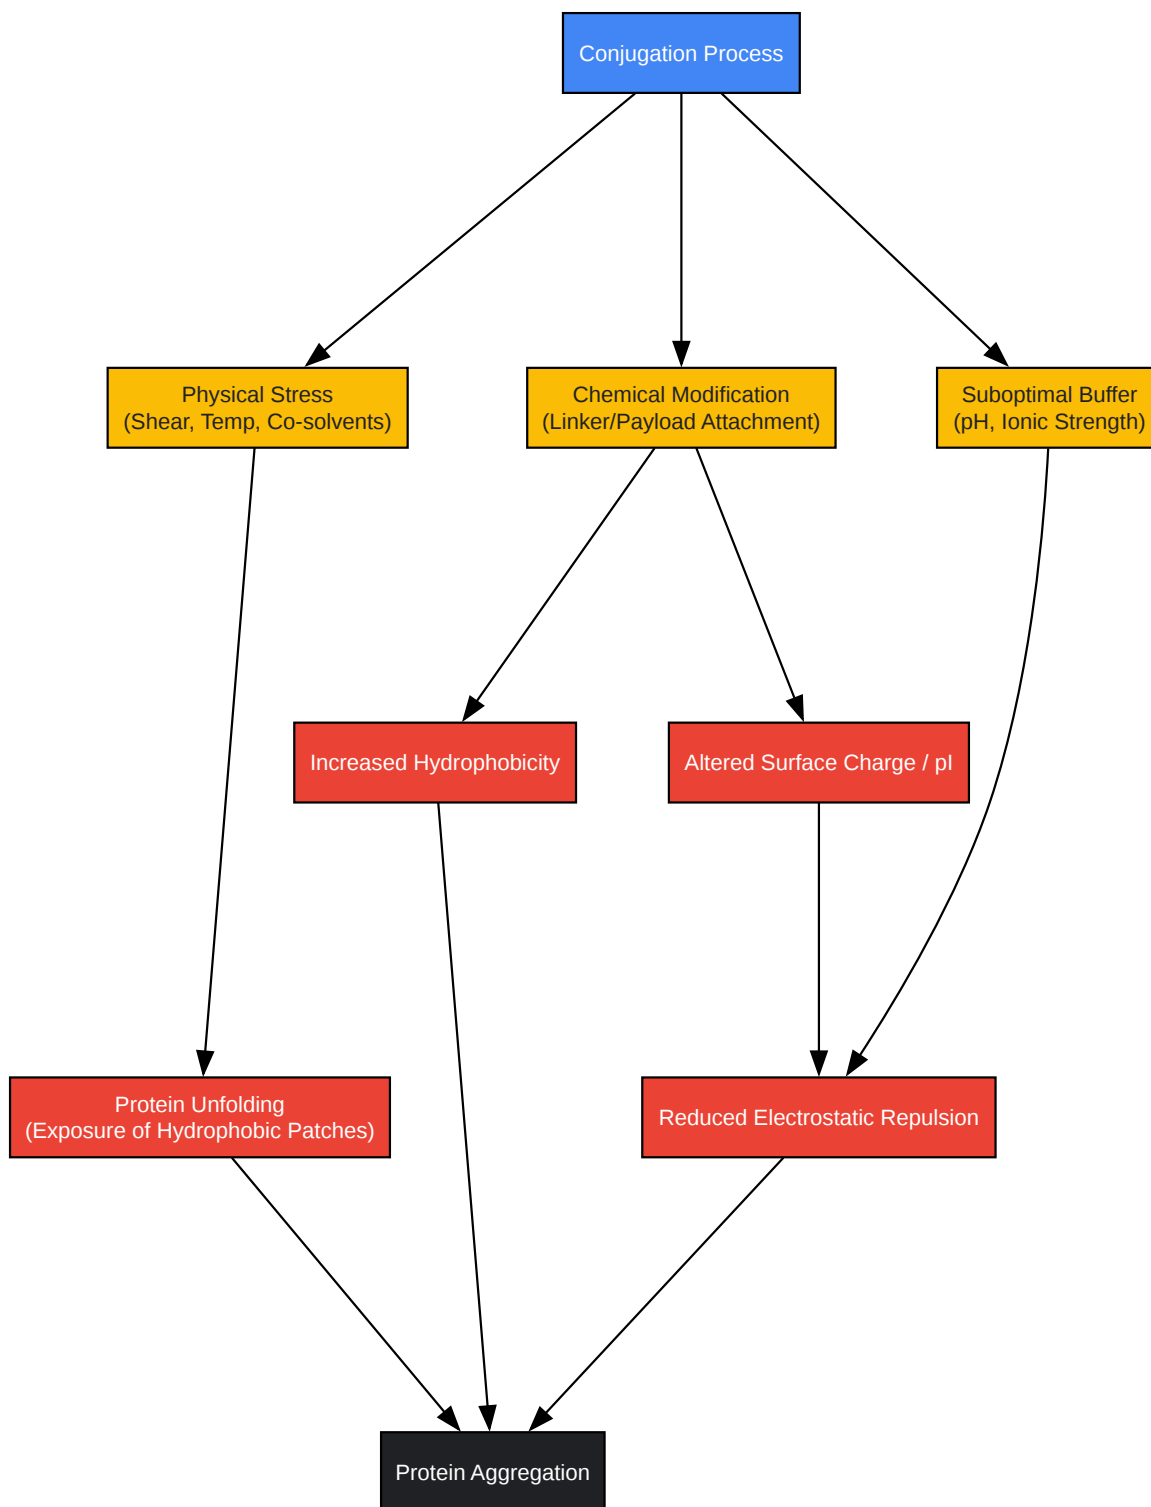 Conjugation Process
Physical Stress
(Shear, Temp, Co-solvents)
Chemical Modification
(Linker/Payload Attachment)
Suboptimal Buffer
(pH, Ionic Strength)
Increased Hydrophobicity
Altered Surface Charge / pI
Protein Unfolding
(Exposure of Hydrophobic Patches)
Reduced Electrostatic Repulsion
Protein Aggregation